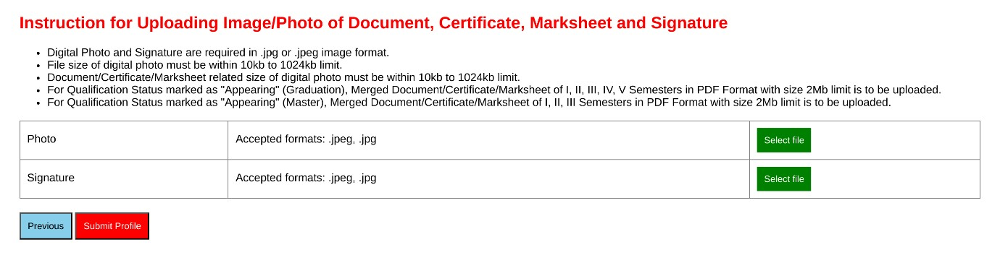 Instruction for Uploading Image/Photo of Document, Certificate, Marksheet and Signature
• Digital Photo and Signature are required in .jpg or .jpeg image format.
• File size of digital photo must be within 10kb to 1024kb limit.
• Document/Certificate/Marksheet related size of digital photo must be within 10kb to 1024kb limit.
• For Qualification Status marked as "Appearing" (Graduation), Merged Document/Certificate/Marksheet of I, II, III, IV, V Semesters in PDF Format with size 2Mb limit is to be uploaded.
• For Qualification Status marked as "Appearing" (Master), Merged Document/Certificate/Marksheet of I, II, III Semesters in PDF Format with size 2Mb limit is to be uploaded.
Photo Accepted formats: .jpeg, .jpg Select file
Signature Accepted formats: .jpeg, .jpg Select file
Previous Submit Profile